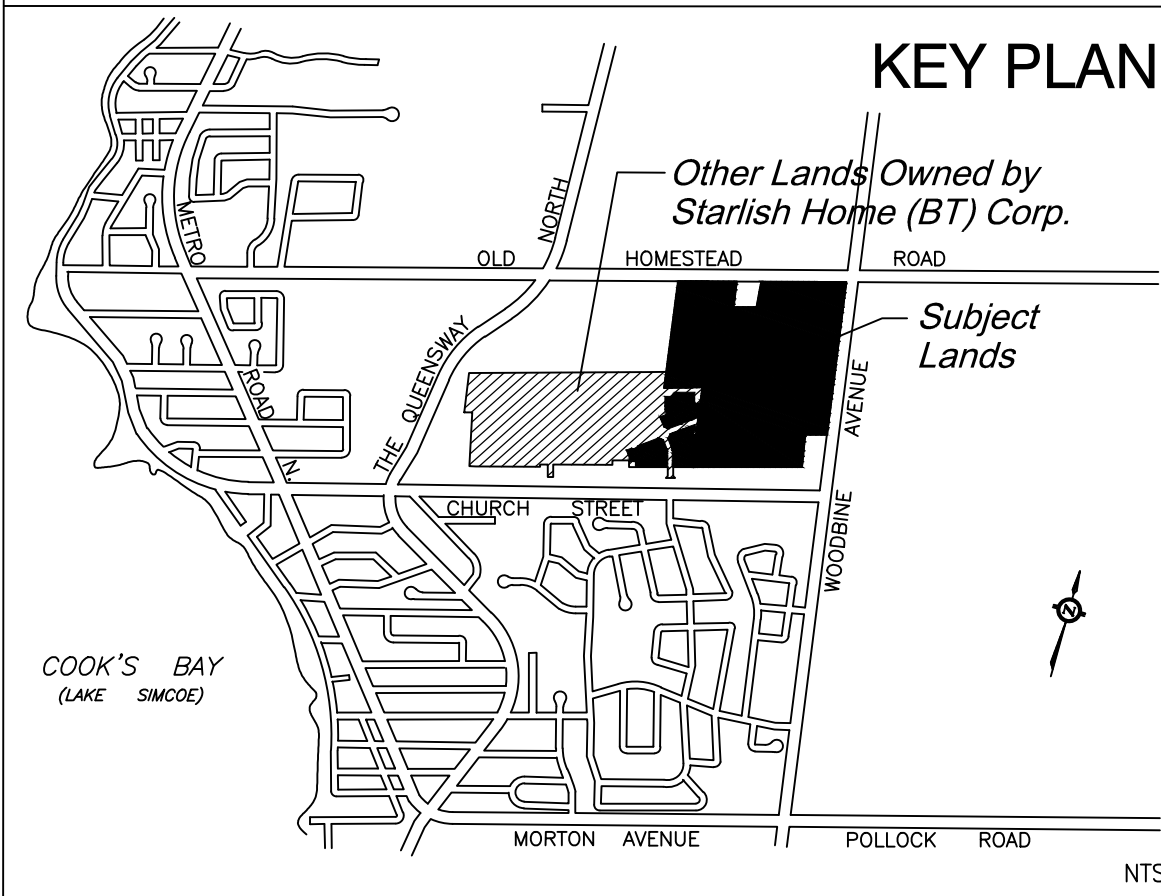 KEY PLAN
Other Lands Owned by
Starlish Home (BT) Corp.
METRO
NORTH
OLD HOMESTEAD ROAD
Subject
Lands
THE QUEENSWAY
ROAD
AVENUE
N.
CHURCH STREET
WOODBINE
N
COOK'S BAY
(LAKE SIMCOE)
MORTON AVENUE
POLLOCK ROAD
NTS